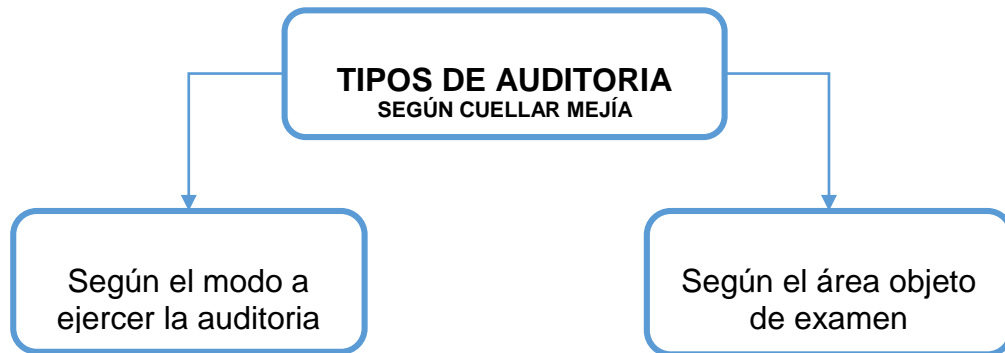 TIPOS DE AUDITORIA
SEGÚN CUELLAR MEJÍA
Según el modo a
ejercer la auditoria
Según el área objeto
de examen